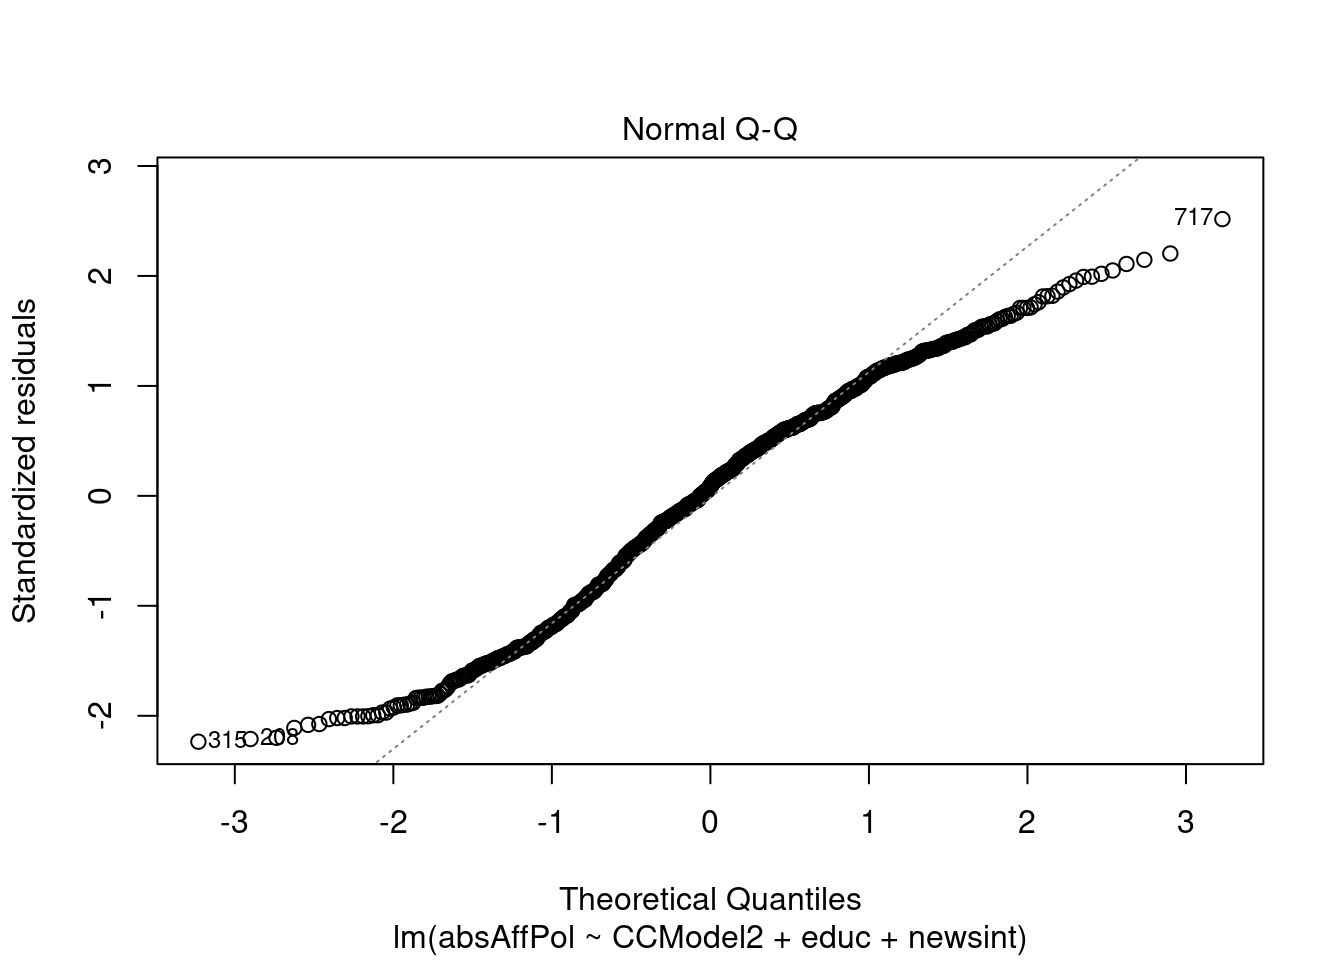 Normal Q-Q
3
2
1
0
-1
-2
Standardized residuals
717
315
208
-3 -2 -1 0 1 2 3
Theoretical Quantiles
lm(absAffPol ~ CCModel2 + educ + newsint)